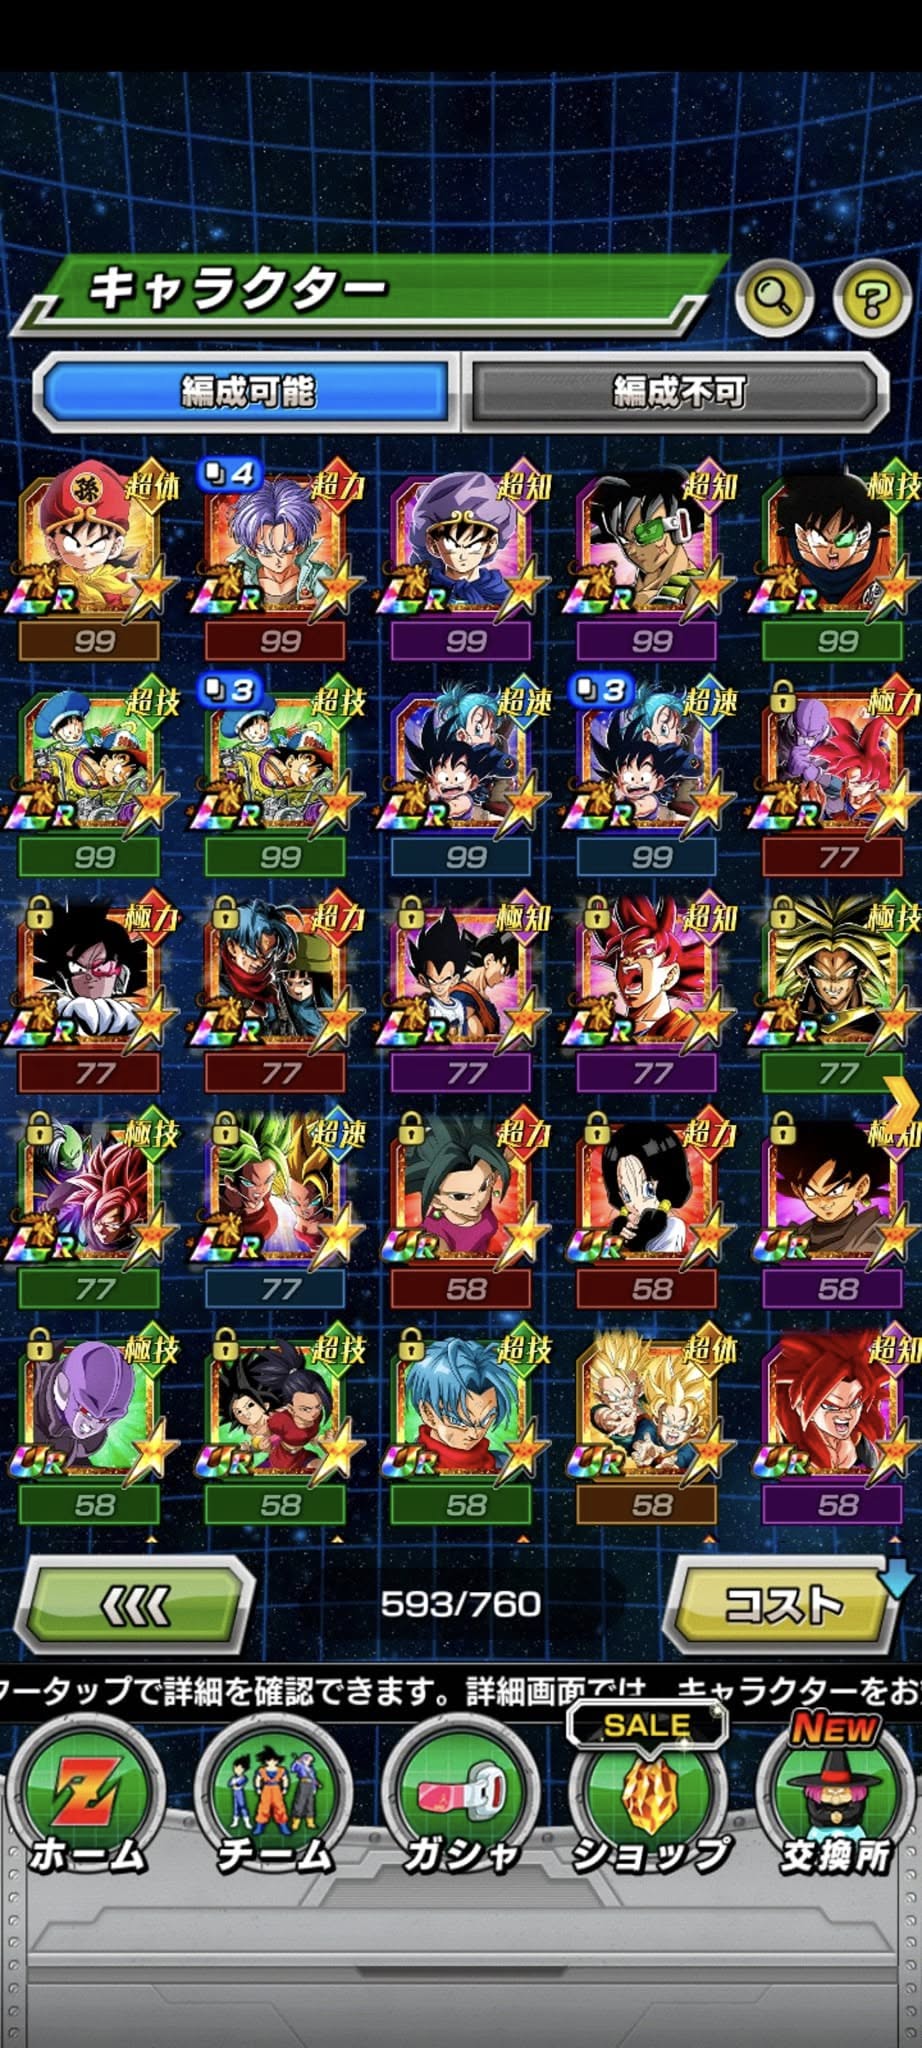 キャラクター
編成可能 編成不可
孫 超体 4 超力 超知 超知 極技
LR LR LR LR LR
99 99 99 99 99
超技 3 超技 超速 3 超速 極力
LR LR LR LR LR
99 99 99 99 77
極力 超力 極知 超知 極技
LR LR LR LR LR
77 77 77 77 77
極技 超速 超力 超力 極知
LR LR UR UR UR
77 77 58 58 58
極技 超技 超技 超体 超知
UR UR UR UR UR
58 58 58 58 58
593/760 コスト
ータップで詳細を確認できます。詳細画面では、キャラクターをお
SALE NEW
ホーム チーム ガシャ ショップ 交換所